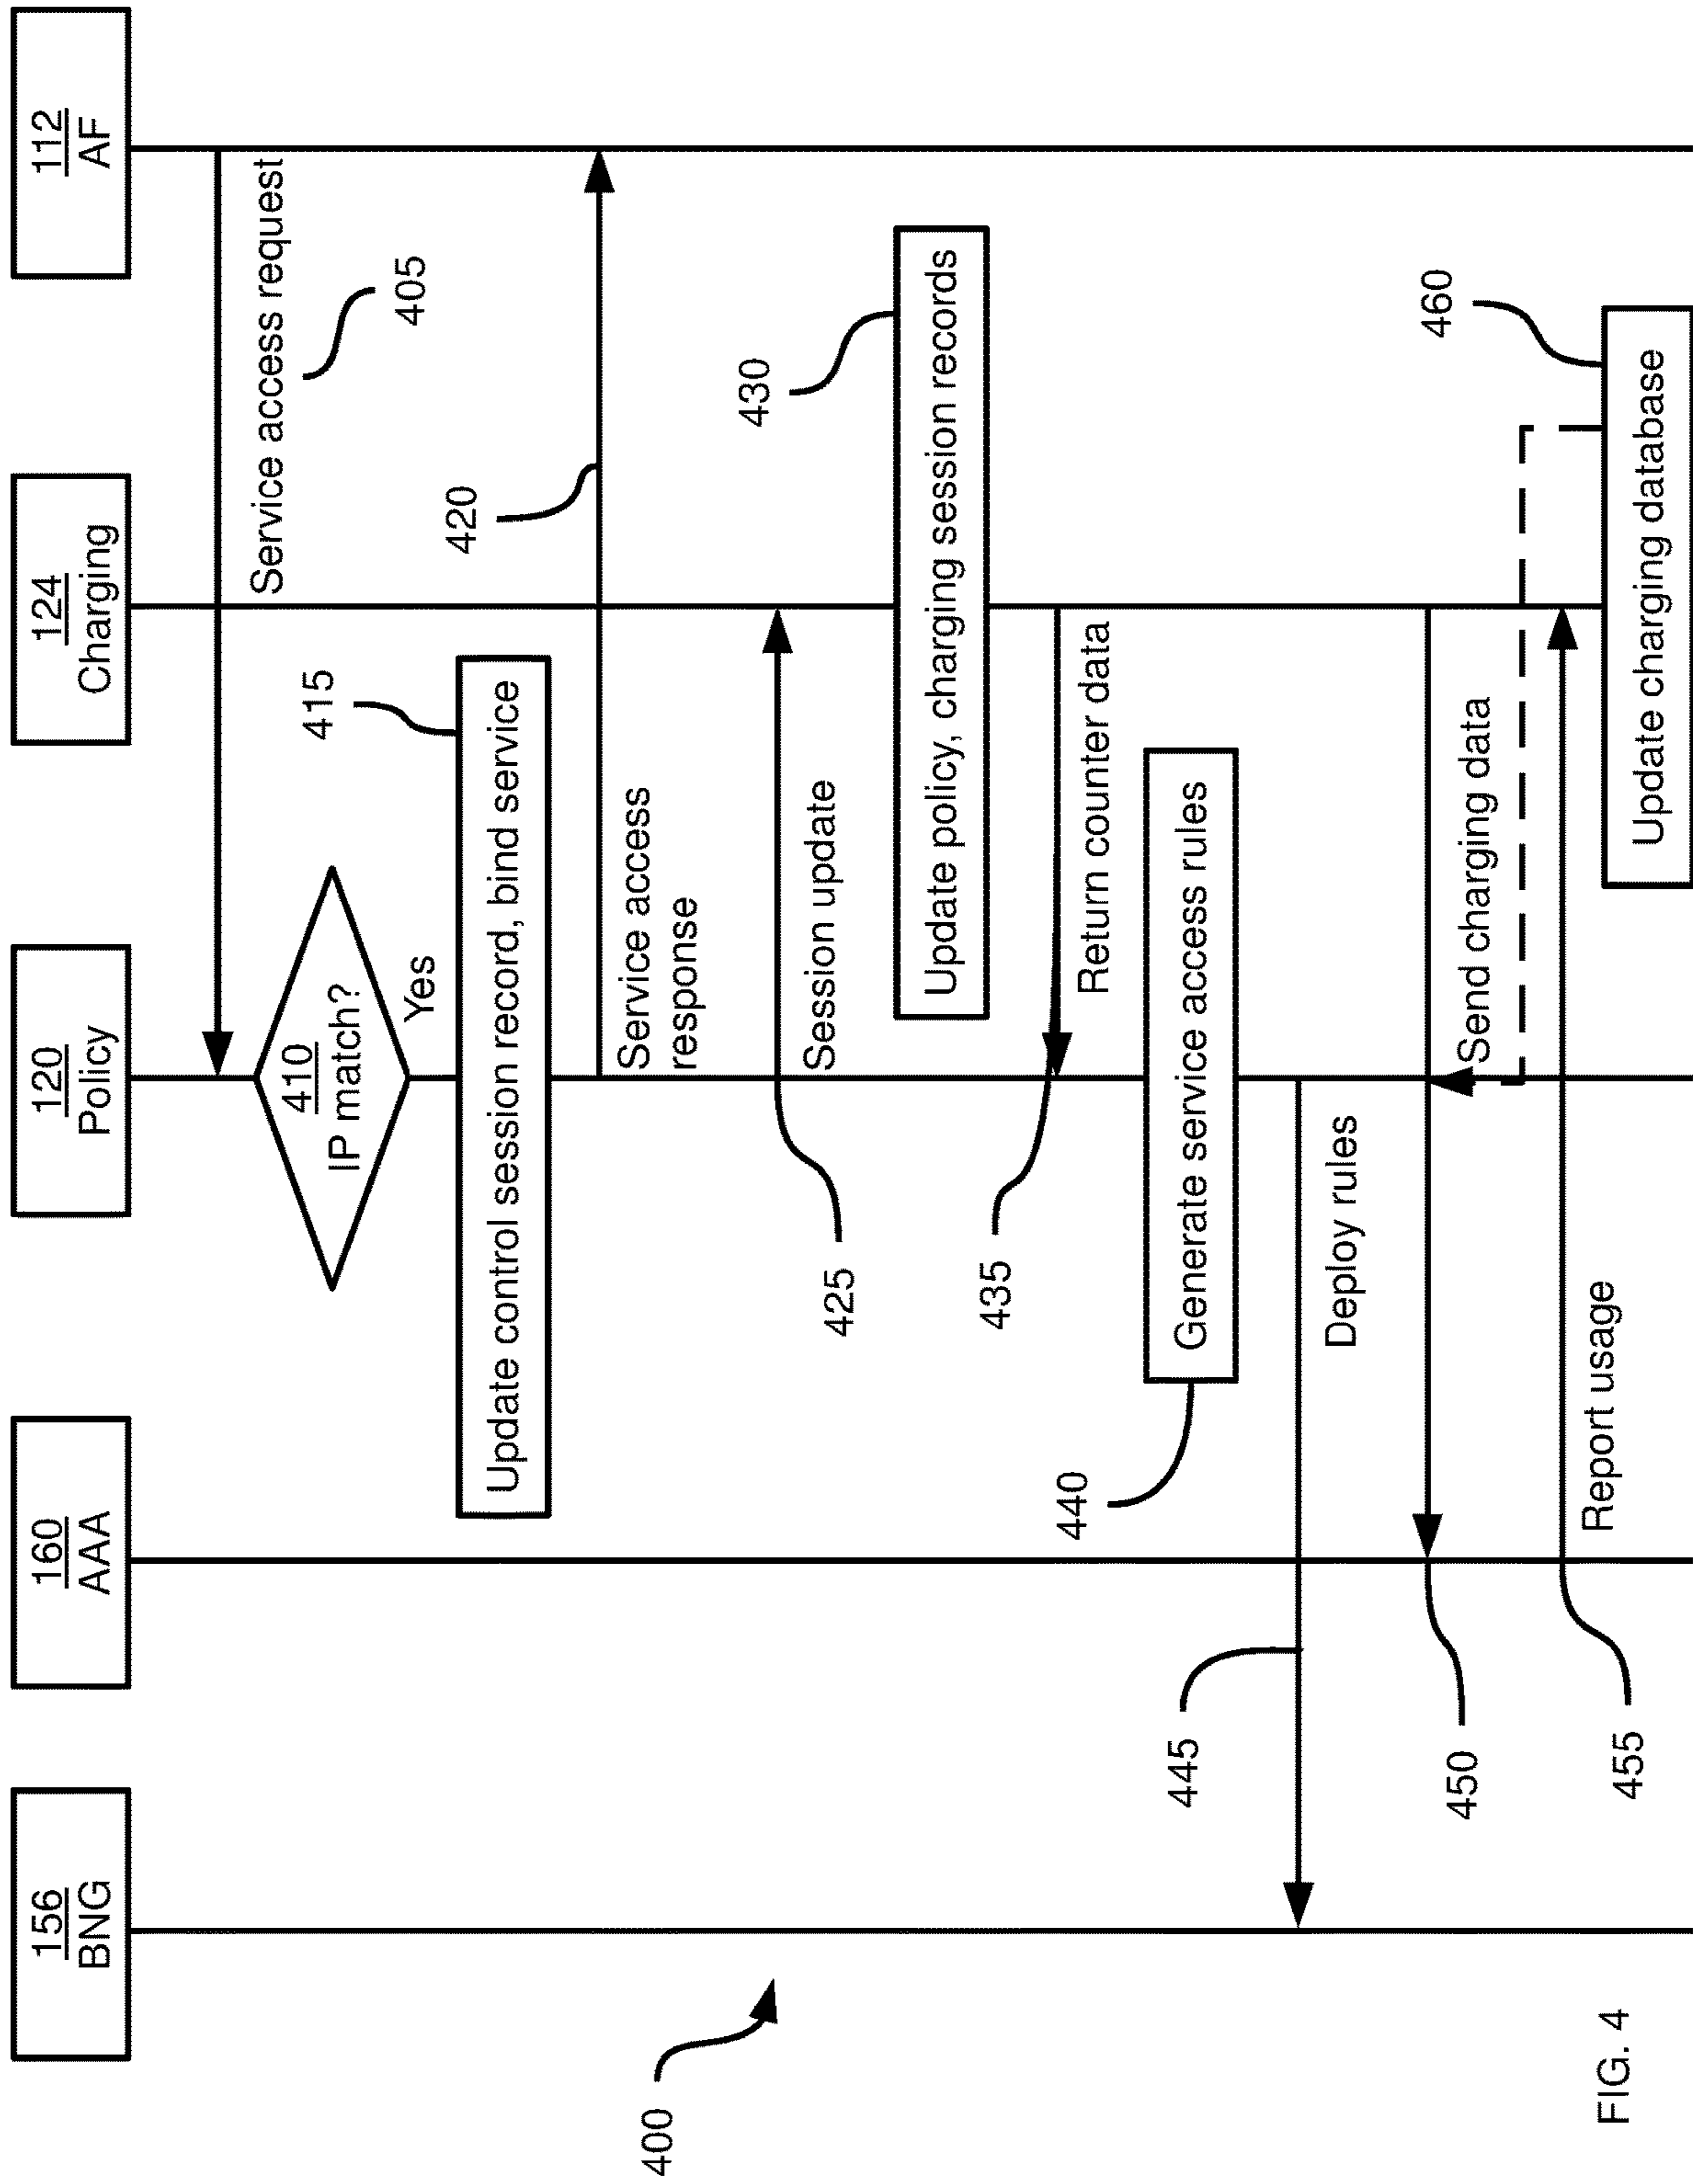 156
BNG
160
AAA
120
Policy
124
Charging
112
AF
Service access request
405
410
IP match?
Yes
415
Update control session record, bind service
420
Service access
response
Session update
425
430
Update policy, charging session records
435
Return counter data
440
Generate service access rules
445
Deploy rules
450
Send charging data
455
Report usage
460
Update charging database
400
FIG. 4